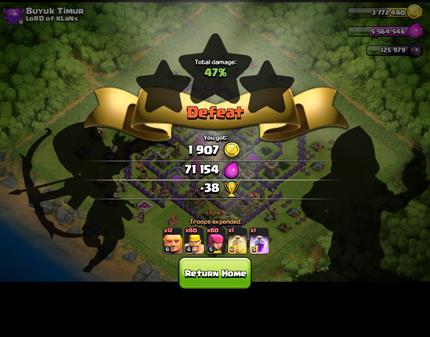 Buyuk Timur
LoRD of KLaNs
3 772 480
5 564 546
125 979
Total damage:
47%
Defeat
You got:
1 907
71 154
-38
Troops expended:
x12 x80 x60 x1 x1
Return Home